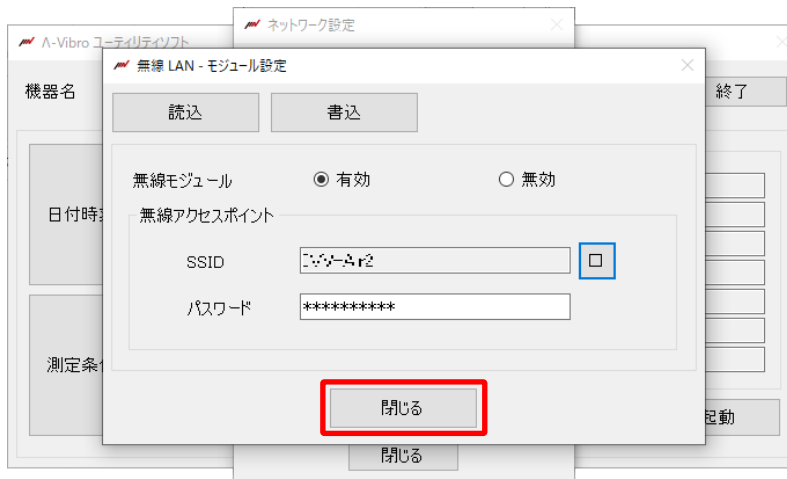 ネットワーク設定
Λ-Vibro ユーティリティソフト
無線 LAN - モジュール設定
機器名
終了
読込
書込
無線モジュール
有効
無効
日付時
無線アクセスポイント
SSID
パスワード
**********
測定条
閉じる
起動
閉じる